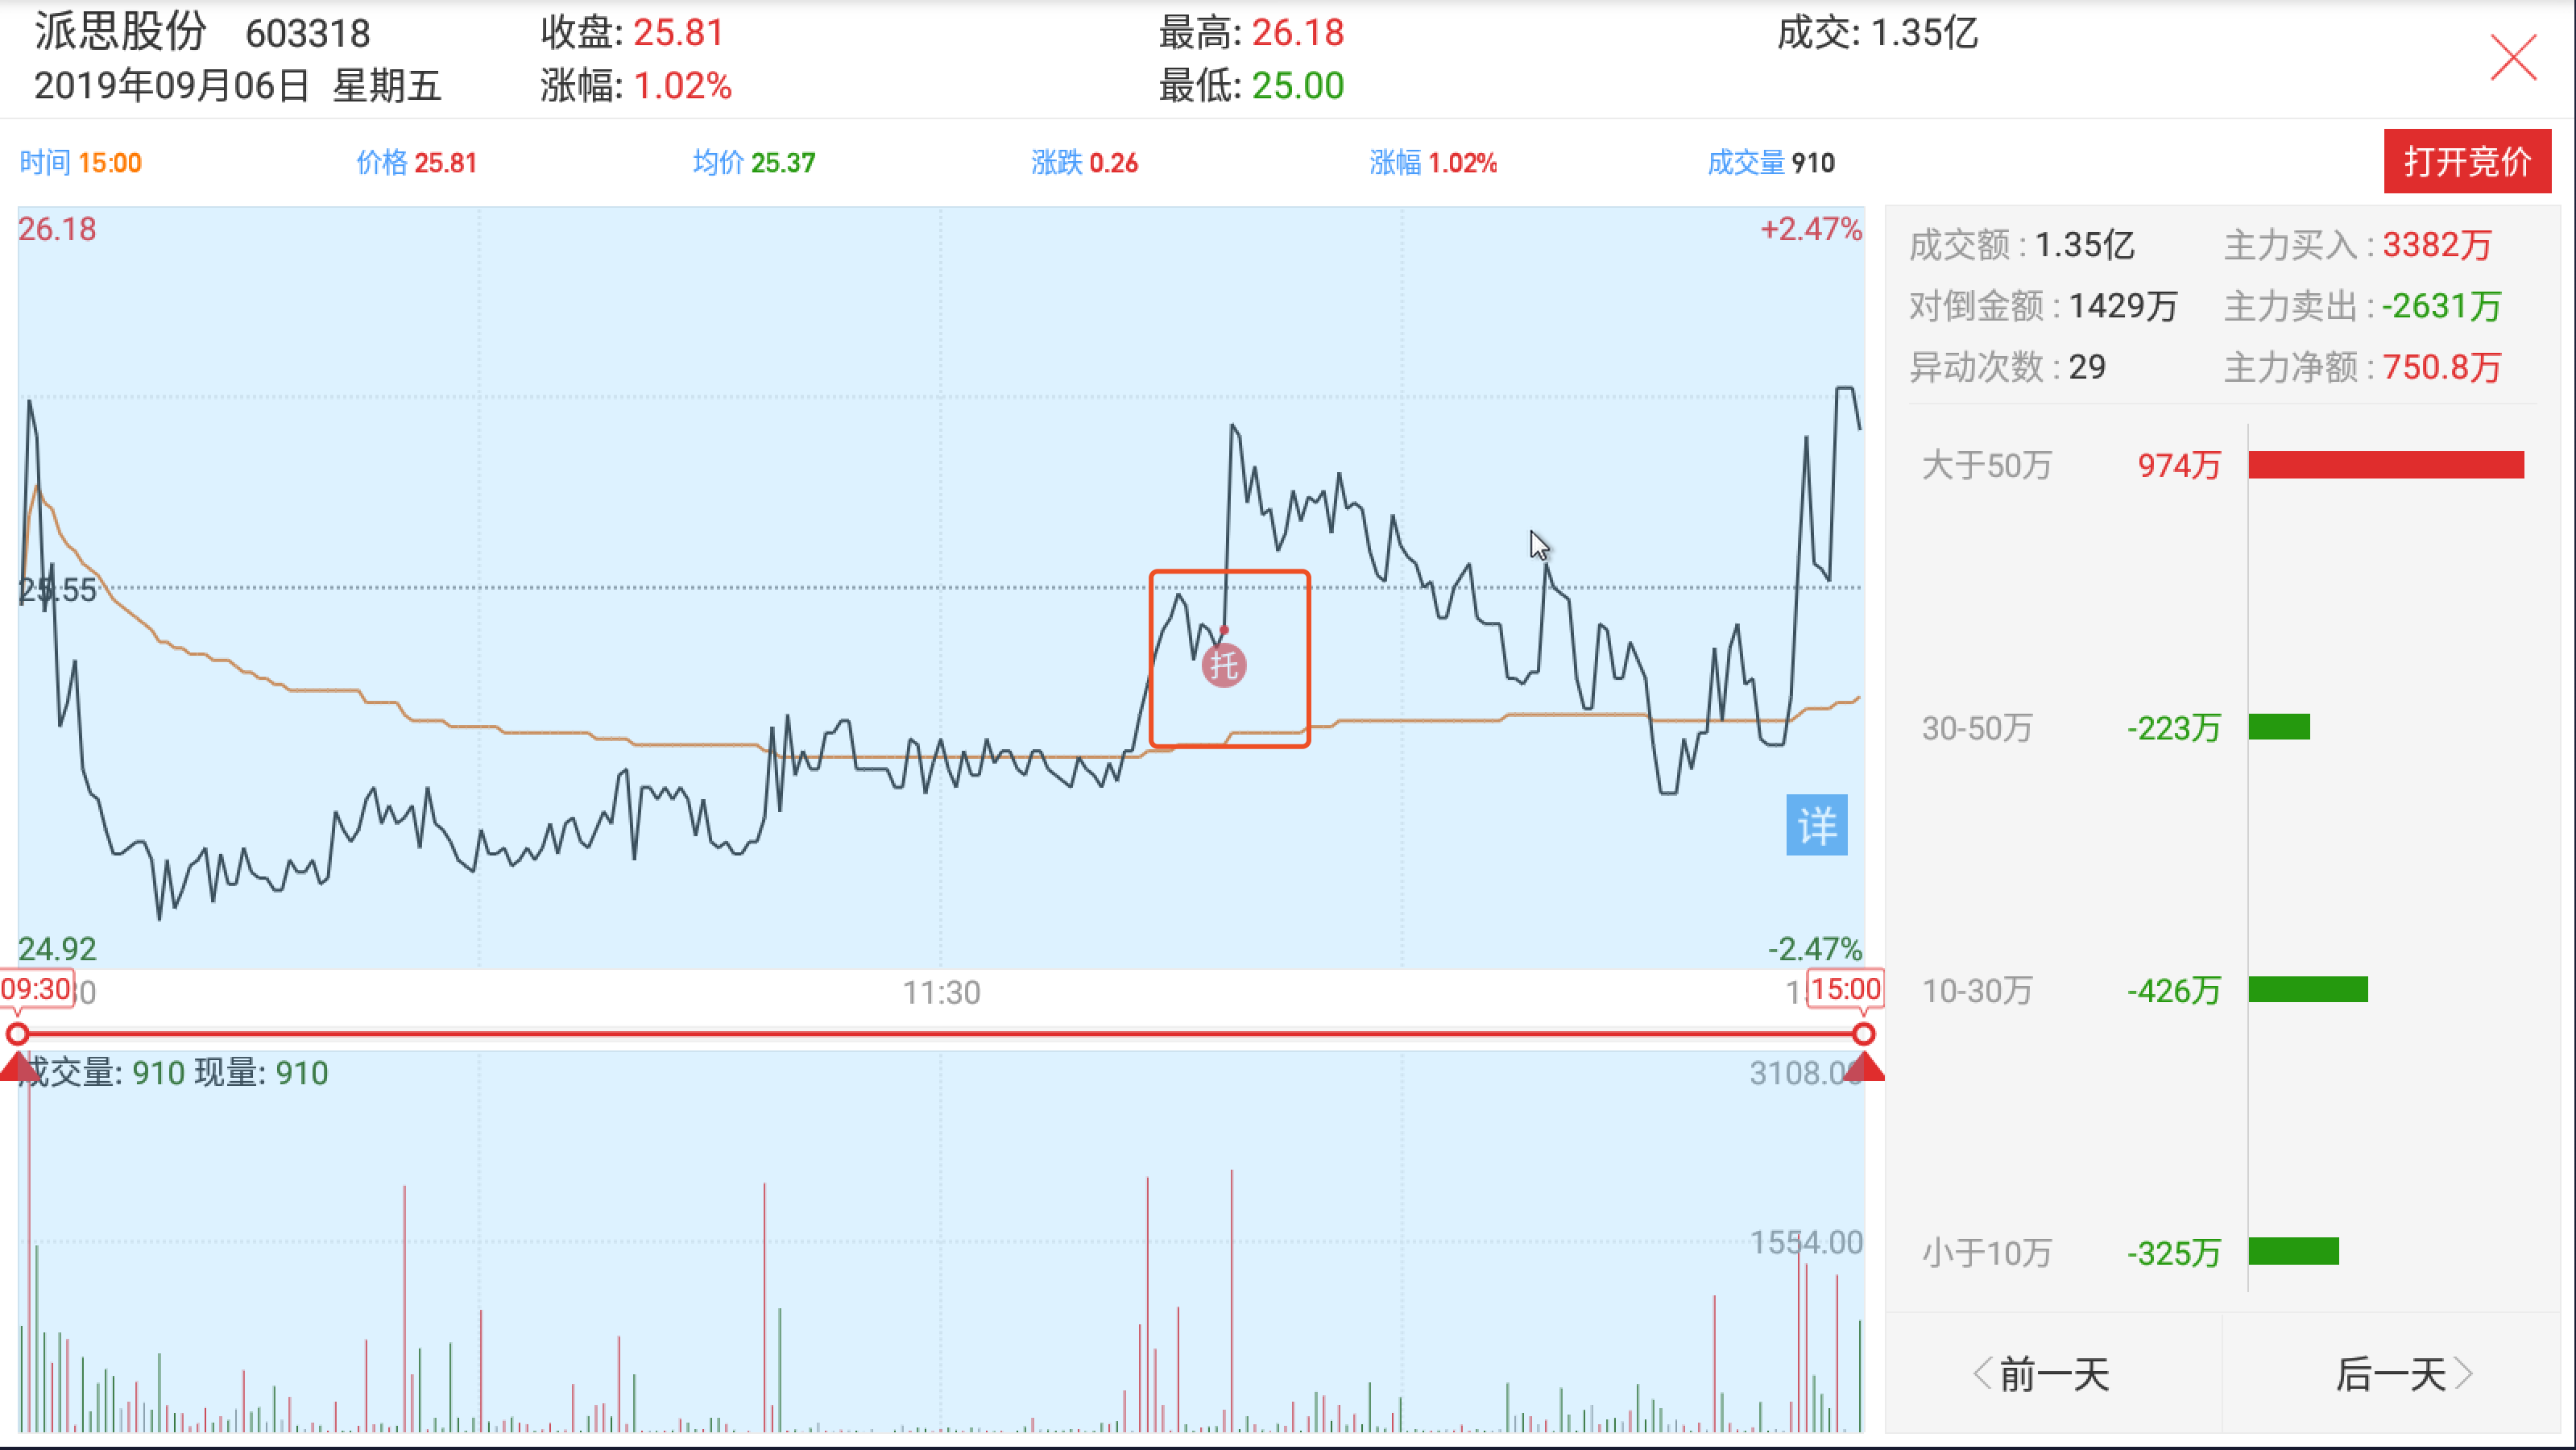 派思股份 603318 收盘: 25.81 最高: 26.18 成交: 1.35亿
2019年09月06日 星期五 涨幅: 1.02% 最低: 25.00
时间 15:00 价格 25.81 均价 25.37 涨跌 0.26 涨幅 1.02% 成交量 910 打开竞价
26.18 +2.47%
25.55
托
详
24.92 -2.47%
09:30 11:30 15:00
成交量: 910 现量: 910 3108.00
1554.00
成交额 : 1.35亿 主力买入 : 3382万
对倒金额 : 1429万 主力卖出 : -2631万
异动次数 : 29 主力净额 : 750.8万
大于50万 974万
30-50万 -223万
10-30万 -426万
小于10万 -325万
前一天 后一天